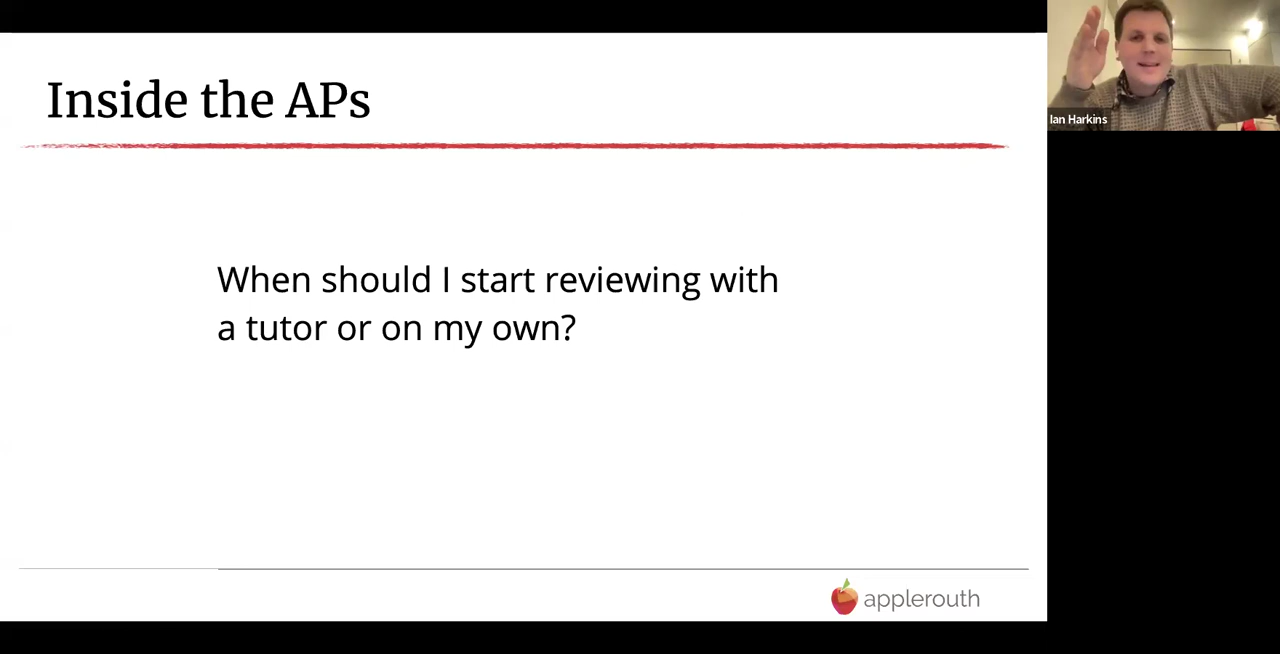 Inside the APs
Ian Harkins
When should I start reviewing with
a tutor or on my own?
applerouth